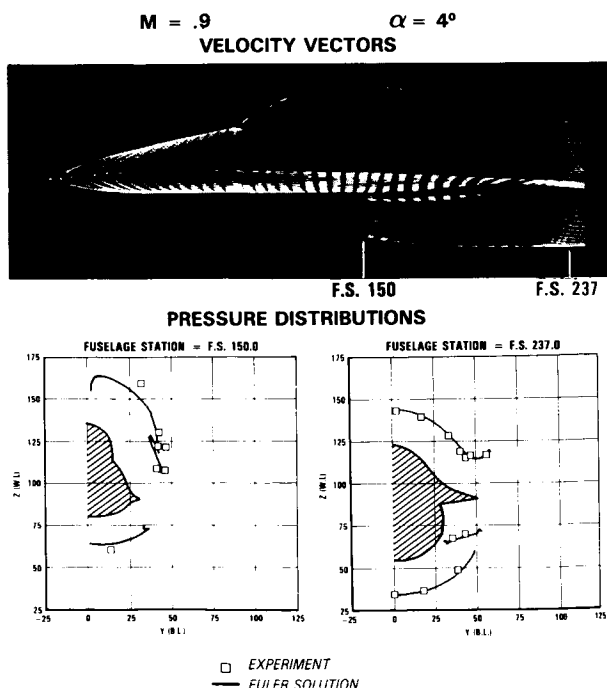 M = .9 α = 4°
VELOCITY VECTORS
F.S. 150 F.S. 237
PRESSURE DISTRIBUTIONS
FUSELAGE STATION = F.S. 150.0
175
150
125
100
75
50
25
Z (W.L)
-25 0 25 50 75 100 125
Y (B.L.)
FUSELAGE STATION = F.S. 237.0
175
150
125
100
75
50
25
Z (W.L)
-25 0 25 50 75 100 125
Y (B.L.)
EXPERIMENT
EULER SOLUTION